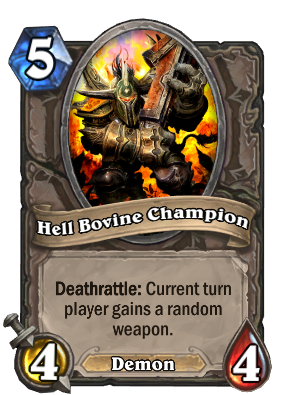 5
Hell Bovine Champion
Deathrattle: Current turn
player gains a random
weapon.
4
Demon
4